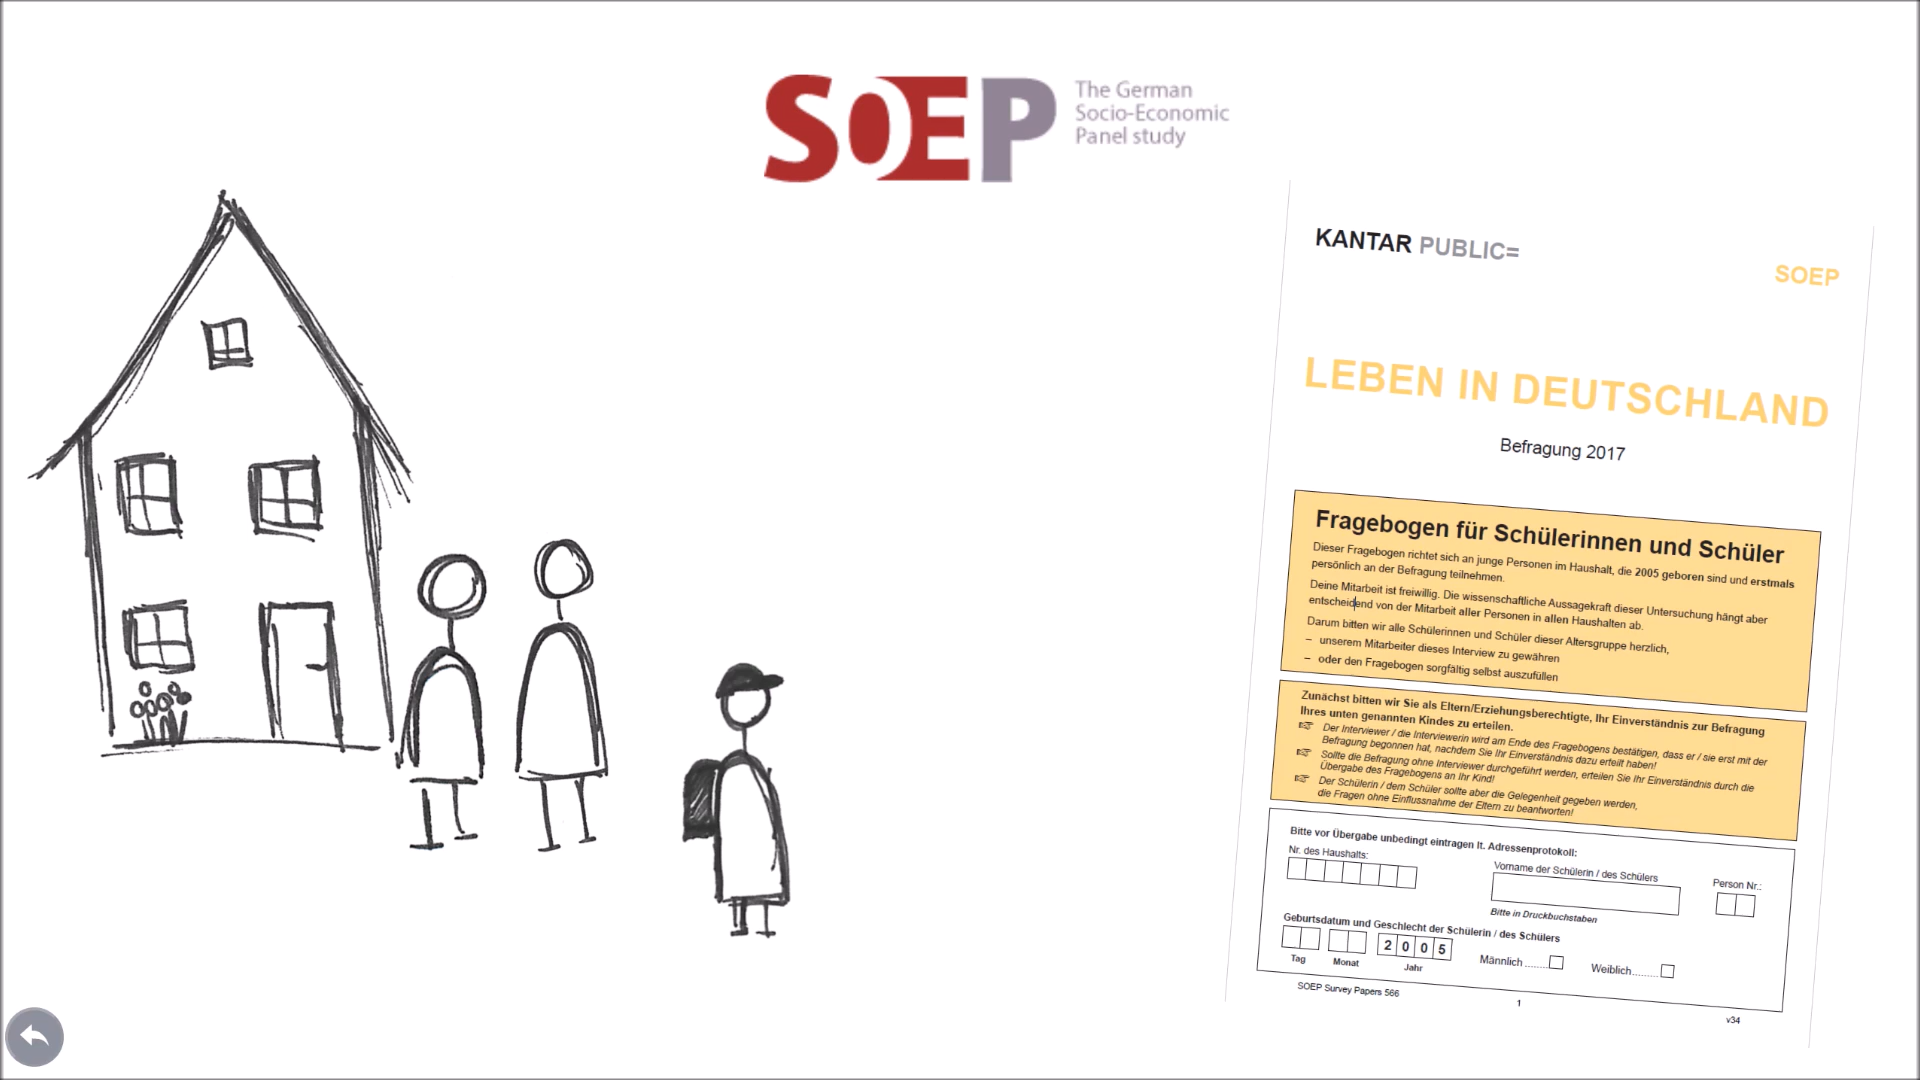 SOEP
The German
Socio-Economic
Panel study
KANTAR PUBLIC=
SOEP
LEBEN IN DEUTSCHLAND
Befragung 2017
Fragebogen für Schülerinnen und Schüler
Dieser Fragebogen richtet sich an junge Personen im Haushalt, die 2005 geboren sind und erstmals
persönlich an der Befragung teilnehmen.
Deine Mitarbeit ist freiwillig. Die wissenschaftliche Aussagekraft dieser Untersuchung hängt aber
entscheidend von der Mitarbeit aller Personen in allen Haushalten ab.
Darum bitten wir alle Schülerinnen und Schüler dieser Altersgruppe herzlich,
– unserem Mitarbeiter dieses Interview zu gewähren
– oder den Fragebogen sorgfältig selbst auszufüllen
Zunächst bitten wir Sie als Eltern/Erziehungsberechtigte, Ihr Einverständnis zur Befragung
Ihres unten genannten Kindes zu erteilen.
☞ Der Interviewer / die Interviewerin wird am Ende des Fragebogens bestätigen, dass er / sie erst mit der
Befragung begonnen hat, nachdem Sie Ihr Einverständnis dazu erteilt haben!
☞ Sollte die Befragung ohne Interviewer durchgeführt werden, erteilen Sie Ihr Einverständnis durch die
Übergabe des Fragebogens an Ihr Kind!
☞ Der Schülerin / dem Schüler sollte aber die Gelegenheit gegeben werden,
die Fragen ohne Einflussnahme der Eltern zu beantworten!
Bitte vor Übergabe unbedingt eintragen lt. Adressenprotokoll:
Nr. des Haushalts:
Vorname der Schülerin / des Schülers
Person Nr.:
Bitte in Druckbuchstaben
Geburtsdatum und Geschlecht der Schülerin / des Schülers
2 0 0 5
Männlich ........
Weiblich........
Tag
Monat
Jahr
SOEP Survey Papers 566
1
v34